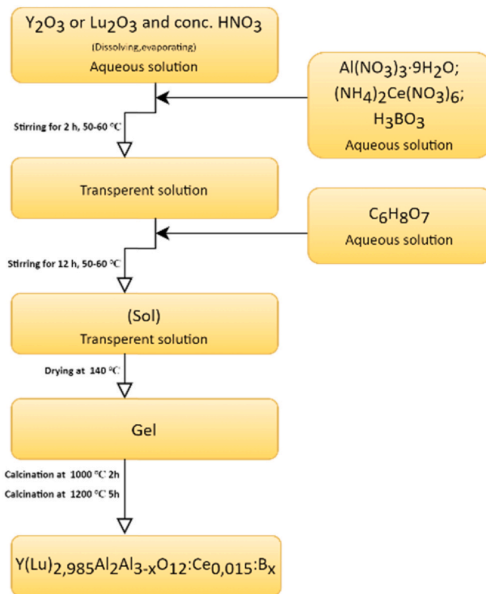 Y2O3 or Lu2O3 and conc. HNO3
(Dissolving,evaporating)
Aqueous solution
Al(NO3)3·9H2O;
(NH4)2Ce(NO3)6;
H3BO3
Aqueous solution
Stirring for 2 h, 50-60 °C
Transperent solution
C6H8O7
Aqueous solution
Stirring for 12 h, 50-60 °C
(Sol)
Transperent solution
Drying at 140 °C
Gel
Calcination at 1000 °C 2h
Calcination at 1200 °C 5h
Y(Lu)2,985Al2Al3-xO12:Ce0,015:Bx